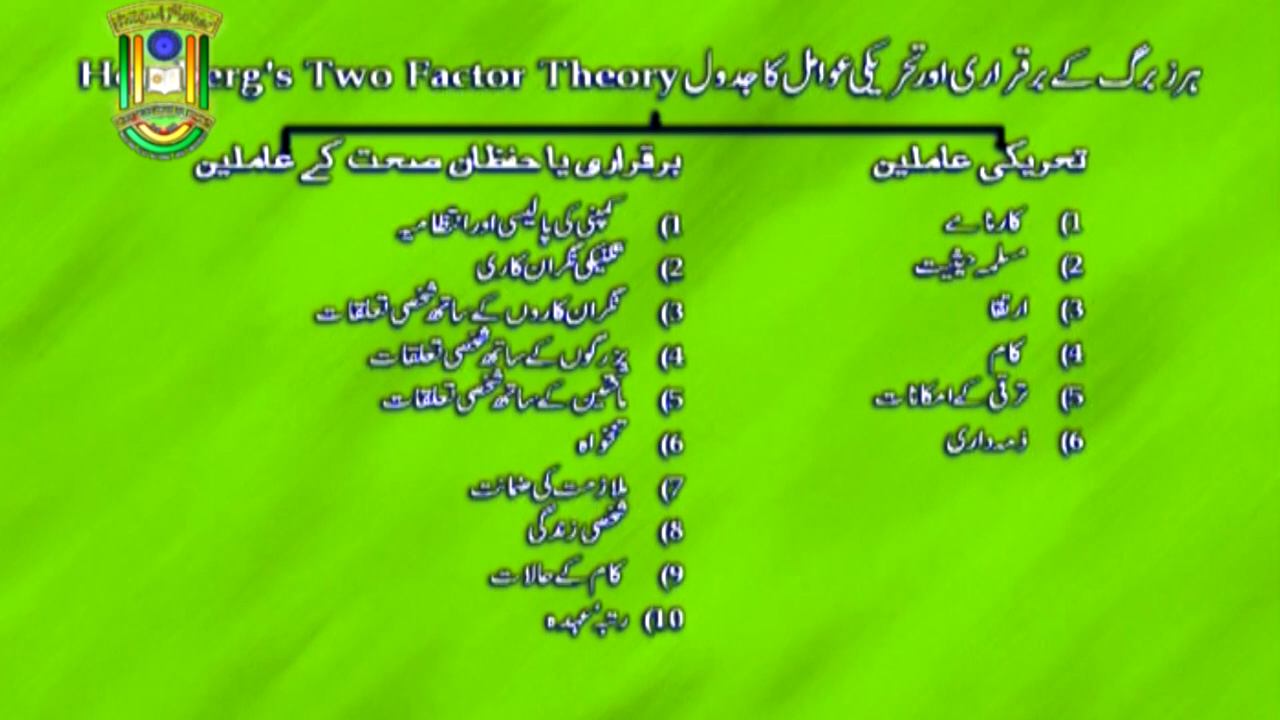 ہرزبرگ کے برقراری اور تحریکی عوامل کا جدول Herzberg's Two Factor Theory
تحریکی عاملین
1) کارنامے
2) مسلمہ حیثیت
3) ارتقا
4) کام
5) ترقی کے امکانات
6) ذمہ داری
برقراری یا حفظان صحت کے عاملین
1) کمپنی کی پالیسی اور انتظامیہ
2) تکنیکی نگران کاری
3) نگران کاروں کے ساتھ شخصی تعلقات
4) بزرگوں کے ساتھ شخصی تعلقات
5) ماتحتین کے ساتھ شخصی تعلقات
6) تنخواہ
7) ملازمت کی ضمانت
8) شخصی زندگی
9) کام کے حالات
10) رتبہ عہدہ